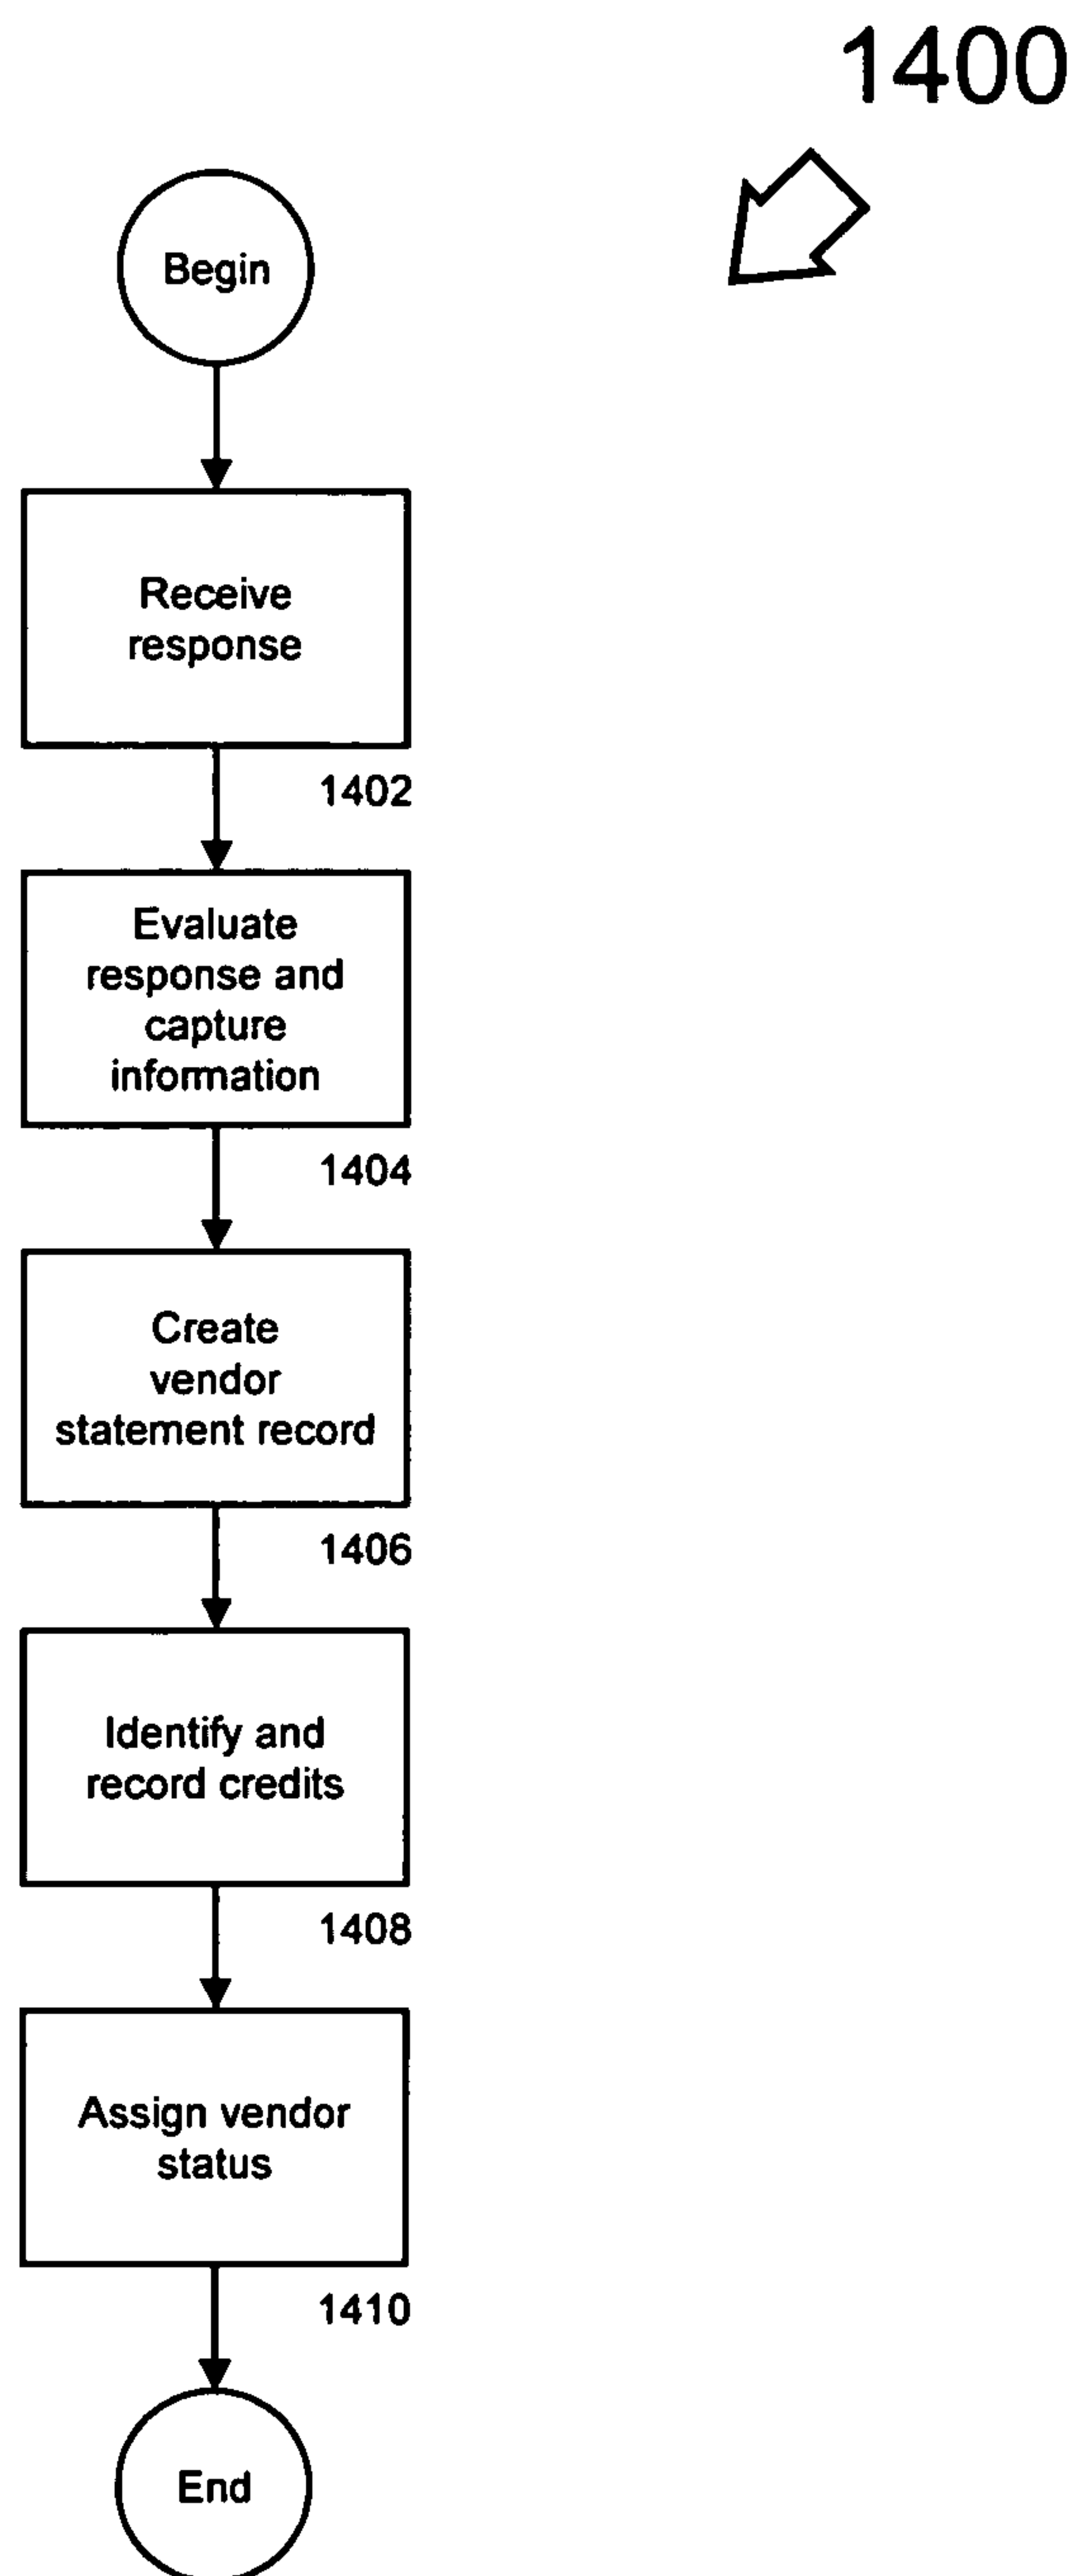 1400
Begin
Receive
response
1402
Evaluate
response and
capture
information
1404
Create
vendor
statement record
1406
Identify and
record credits
1408
Assign vendor
status
1410
End